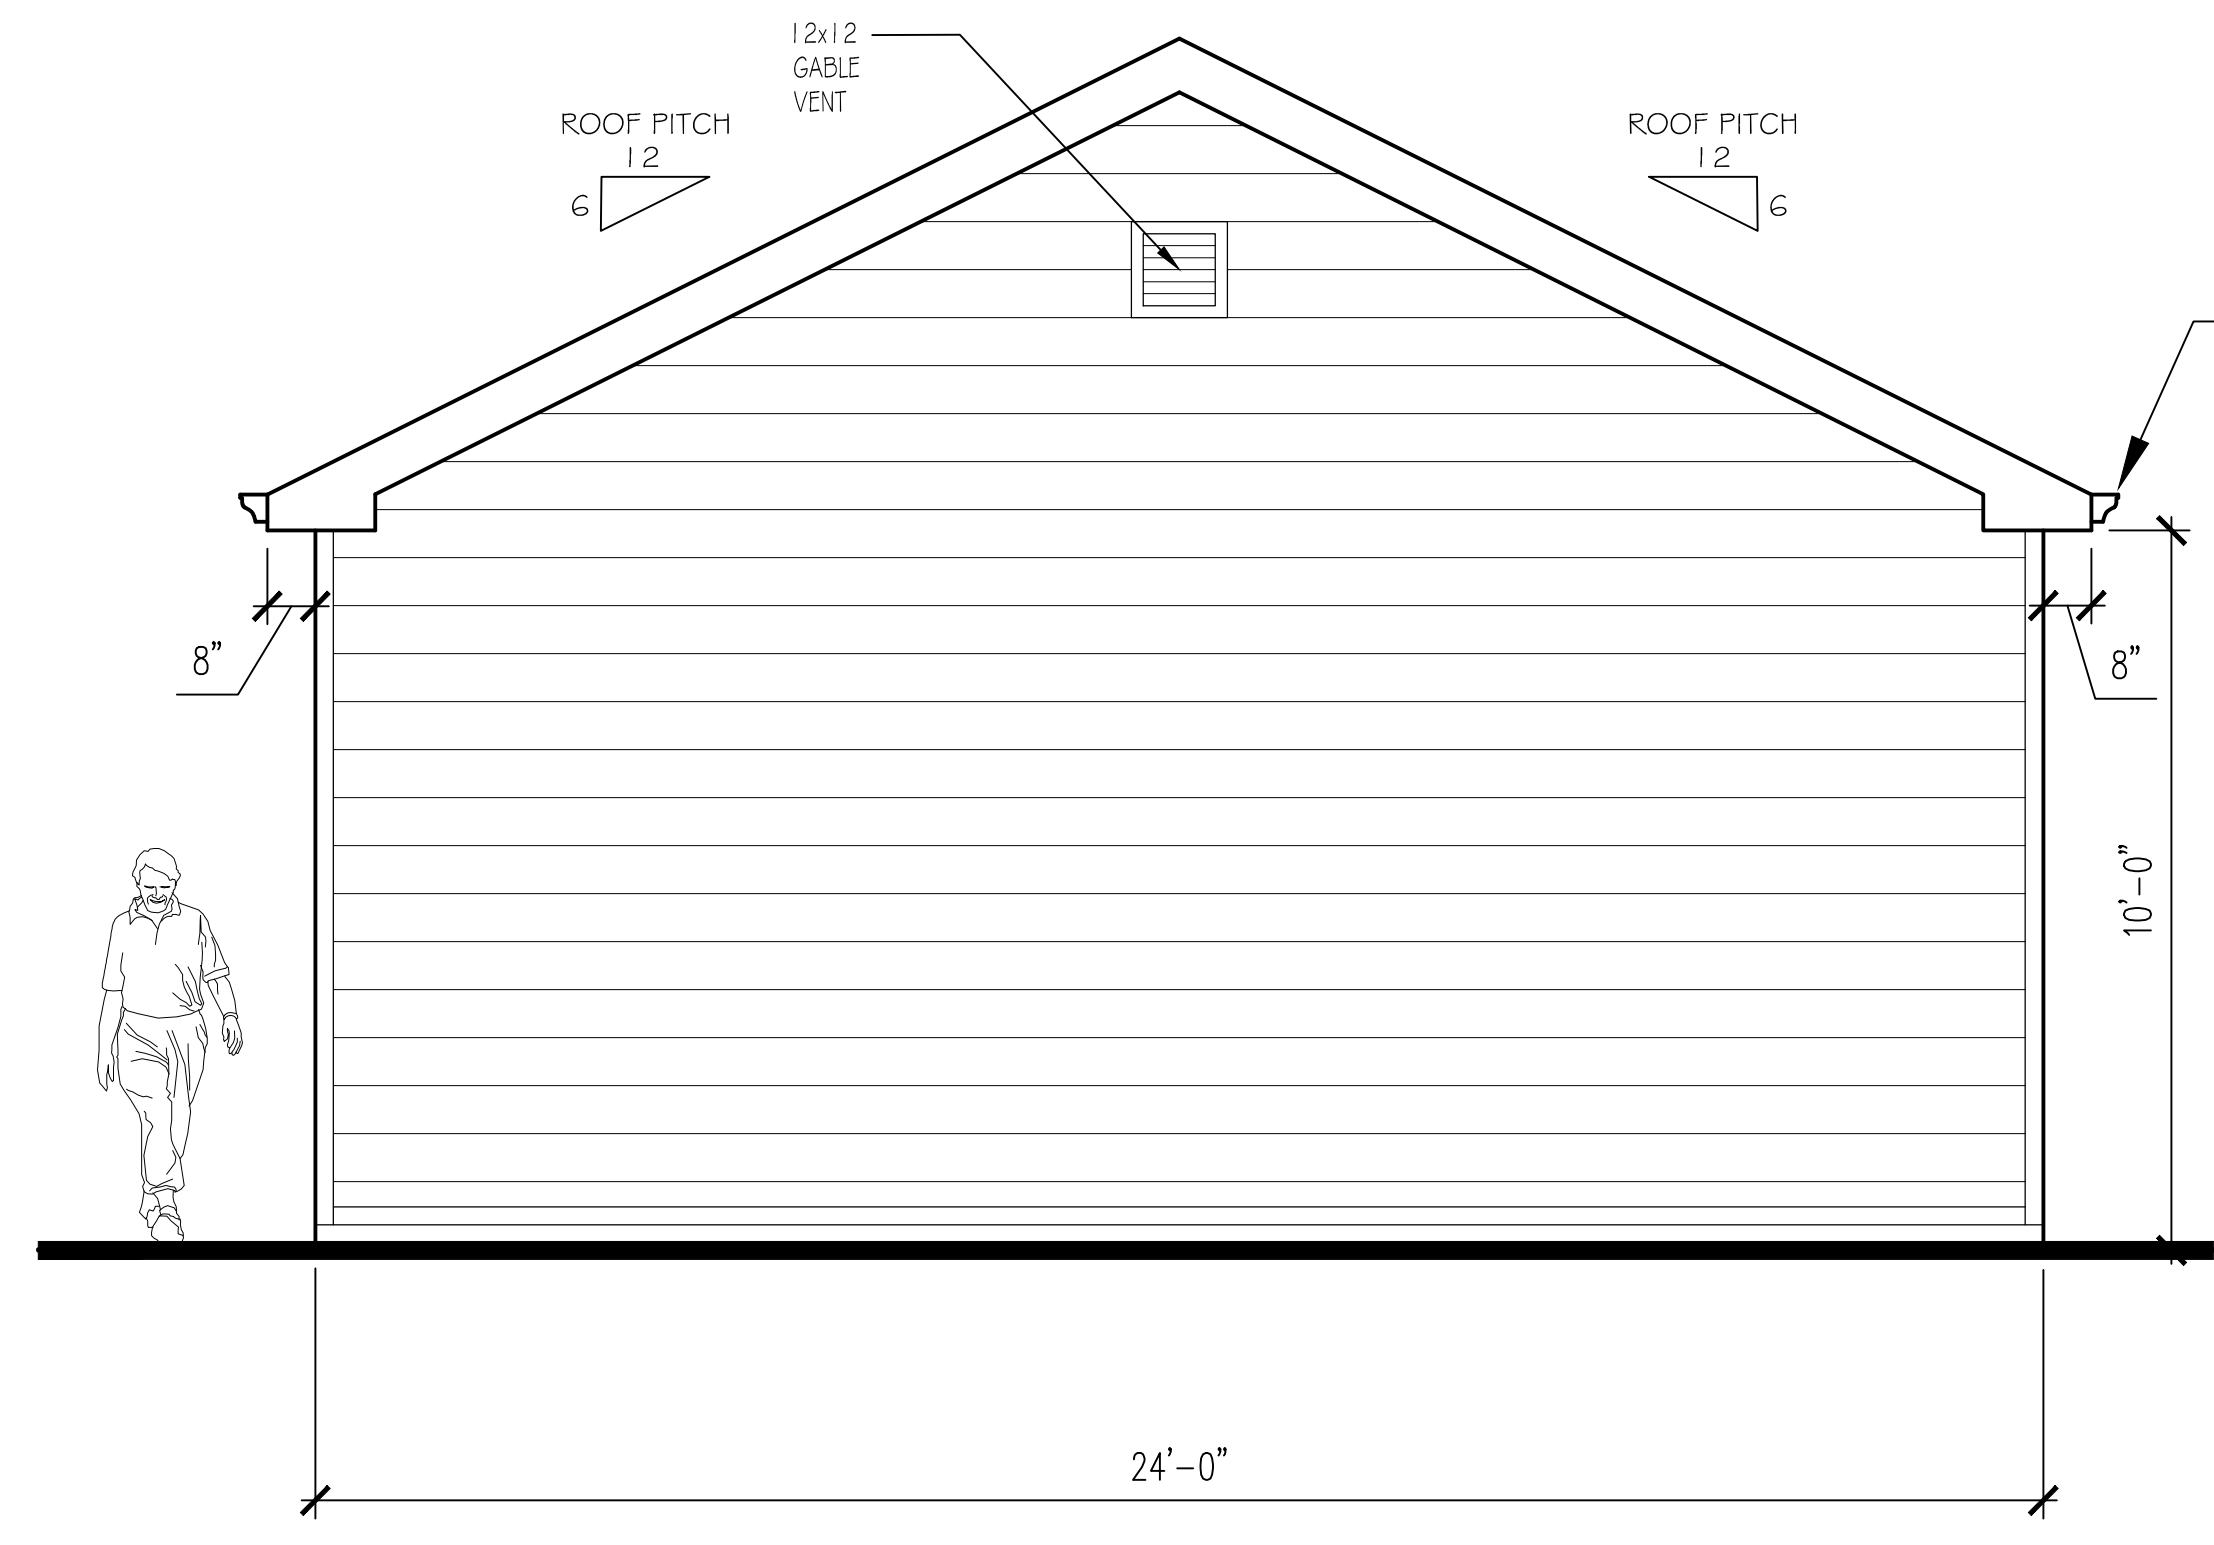 12x12
GABLE
VENT
ROOF PITCH
12
6
ROOF PITCH
12
6
8”
8”
10’-0”
24’-0”